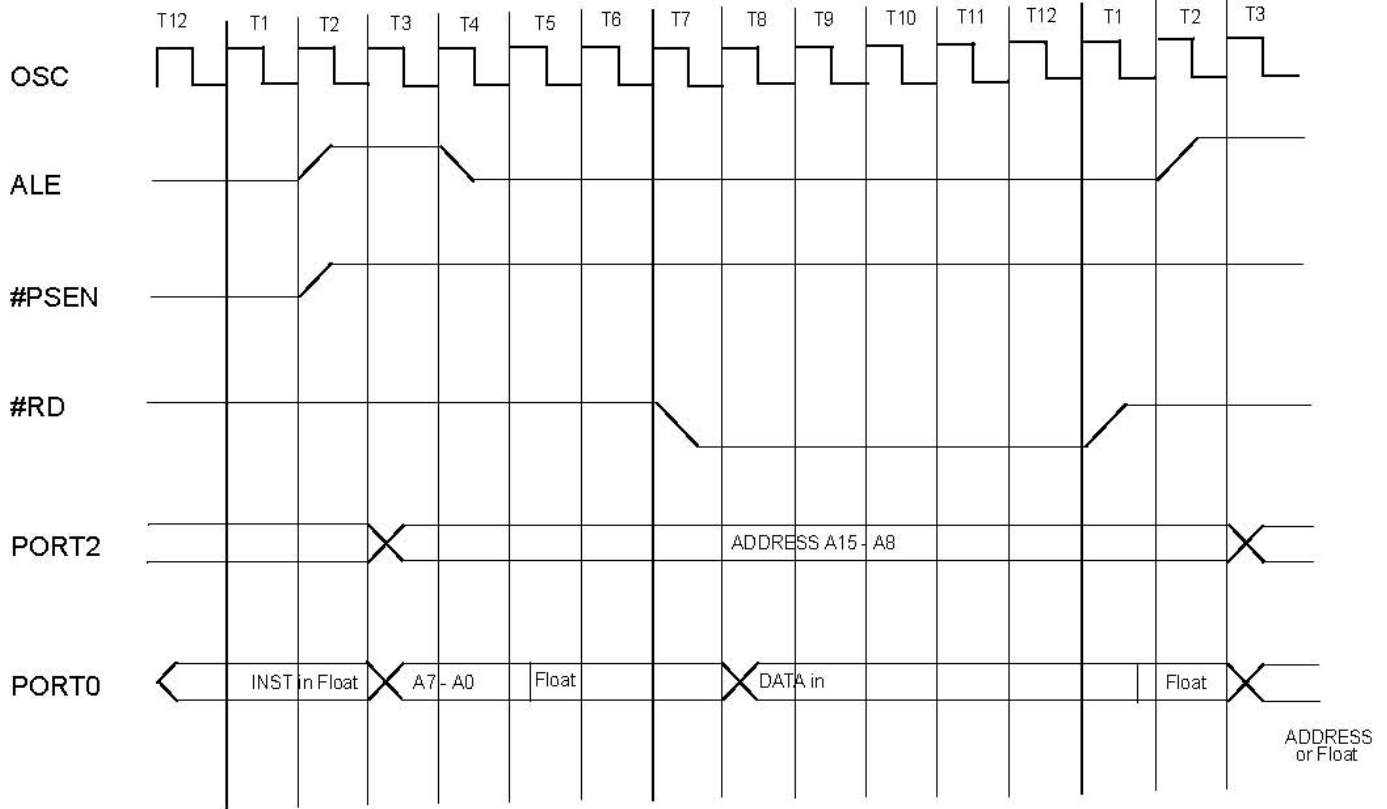 T12 T1 T2 T3 T4 T5 T6 T7 T8 T9 T10 T11 T12 T1 T2 T3
OSC
ALE
#PSEN
#RD
PORT2 ADDRESS A15 - A8
PORT0 INST in Float A7 - A0 Float DATA in Float
ADDRESS
or Float